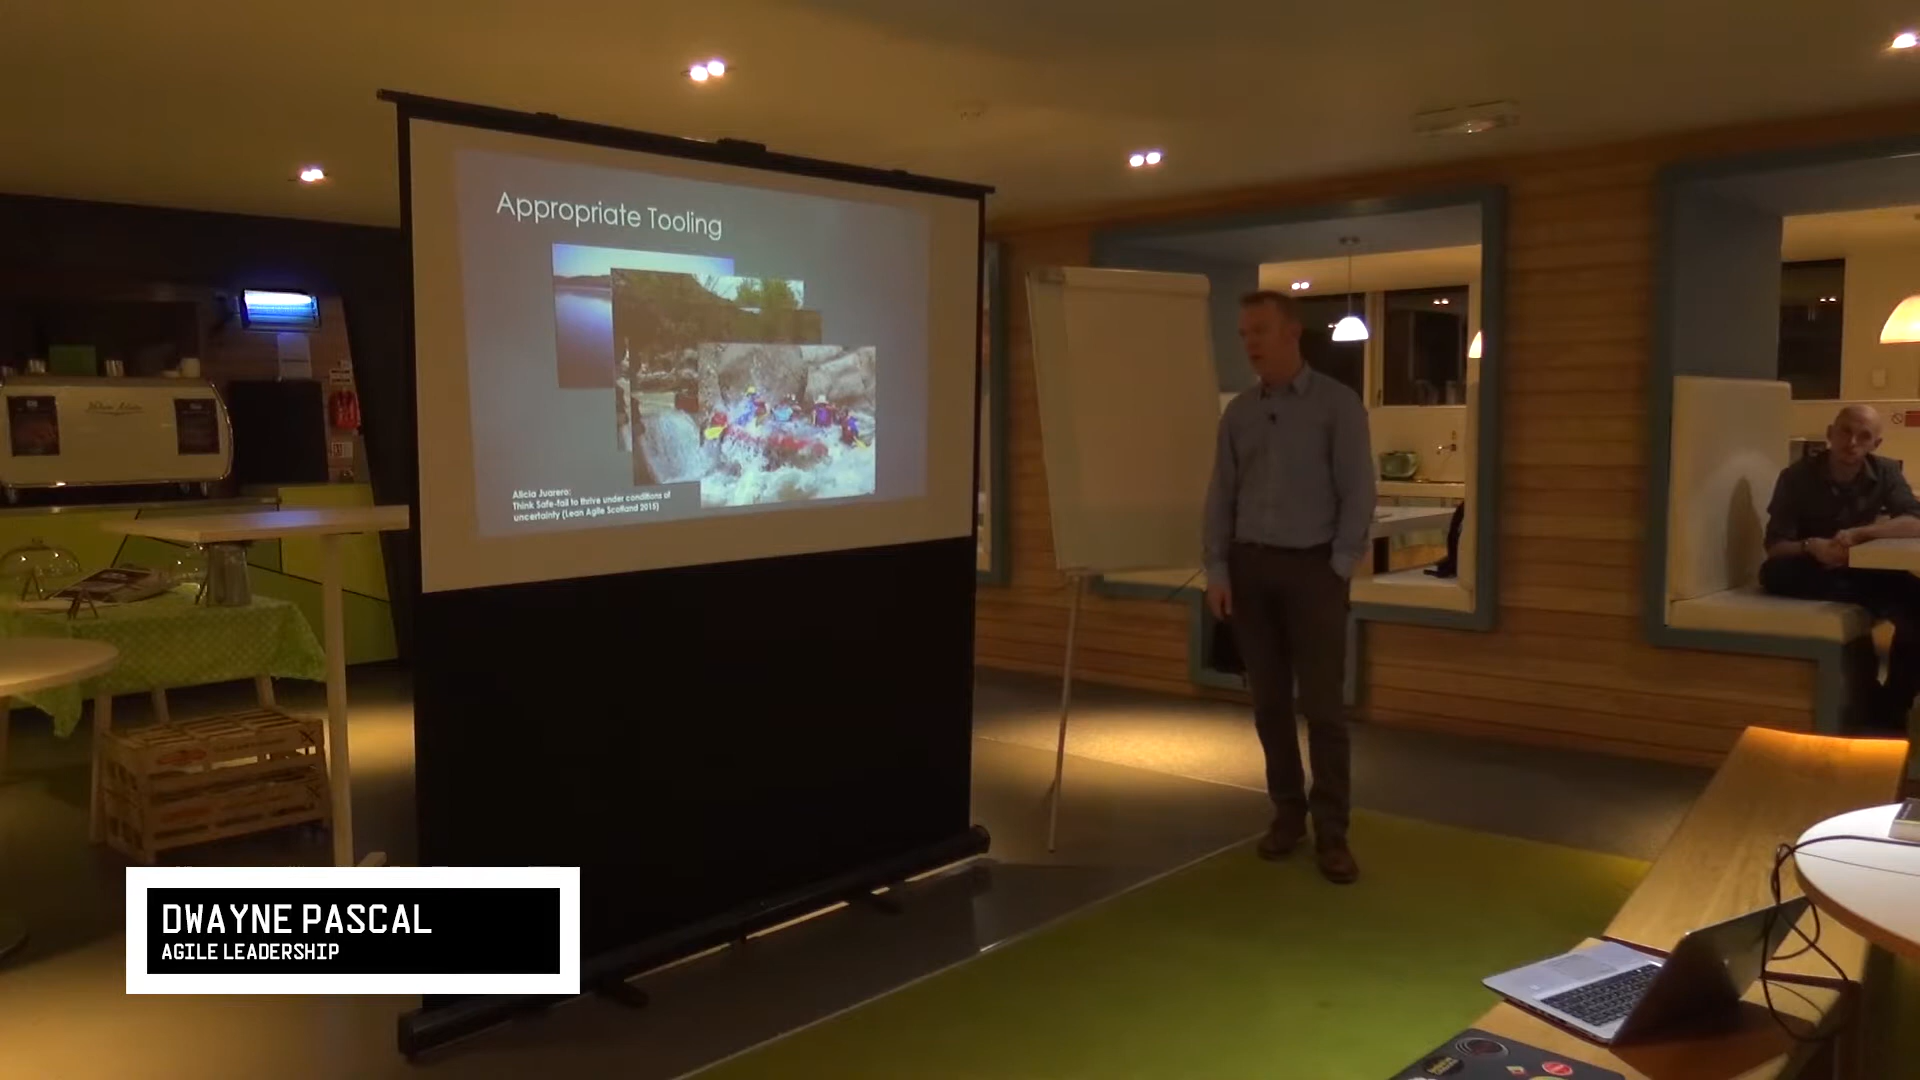 Appropriate Tooling
Alicia Juarero:
Think Safe-fail to thrive under conditions of
uncertainty (Lean Agile Scotland 2015)
DWAYNE PASCAL
AGILE LEADERSHIP